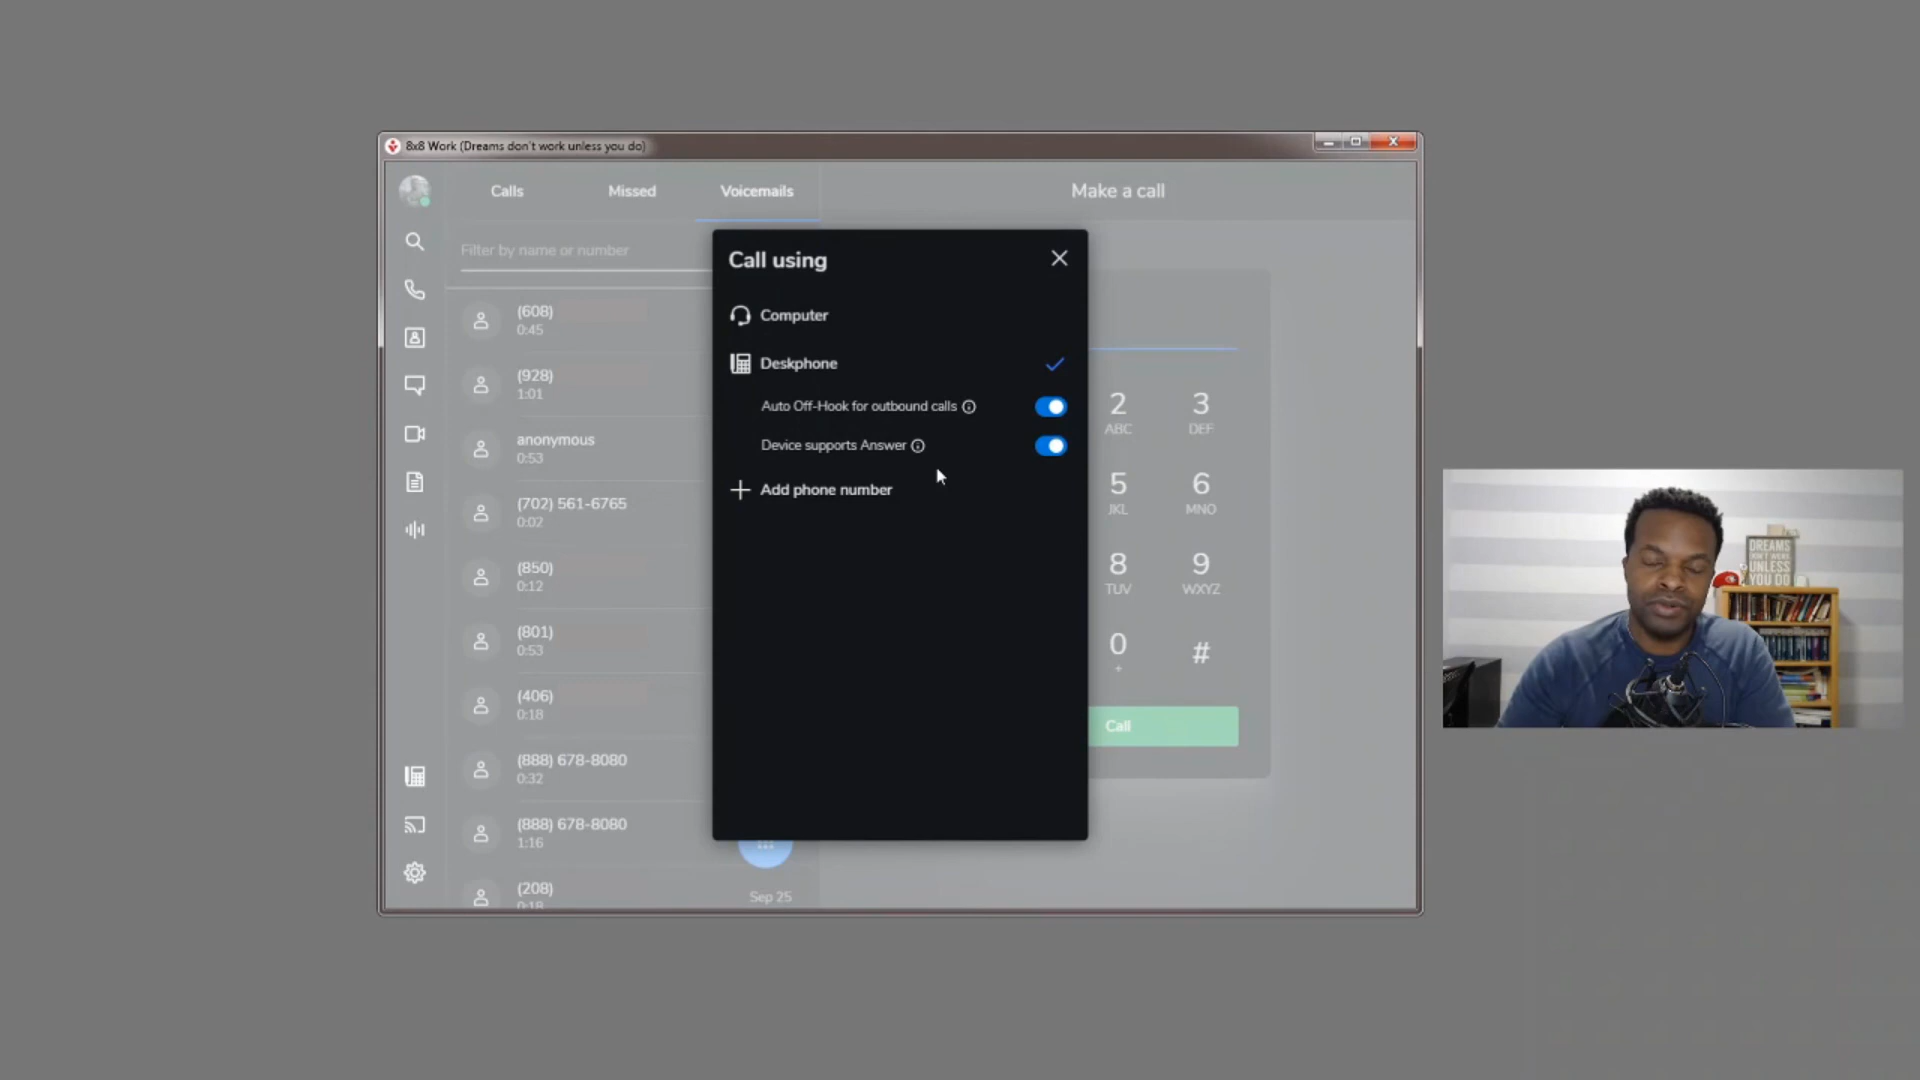 8x8 Work (Dreams don't work unless you do)
Calls
Missed
Voicemails
Make a call
Filter by name or number
(608)
0:45
(928)
1:01
anonymous
0:53
(702) 561-6765
0:02
(850)
0:12
(801)
0:53
(406)
0:18
(888) 678-8080
0:32
(888) 678-8080
1:16
(208)
0:18
Sep 25
Call using
Computer
Deskphone
Auto Off-Hook for outbound calls
Device supports Answer
Add phone number
2
ABC
3
DEF
5
JKL
6
MNO
8
TUV
9
WXYZ
0
+
#
Call
DREAMS
DON'T WORK
UNLESS
YOU DO